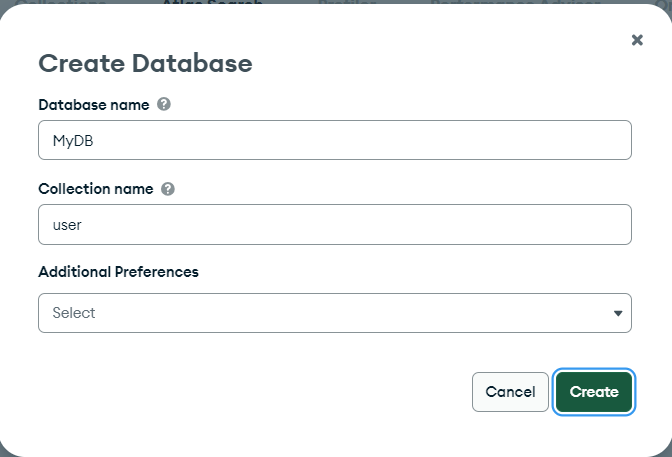 Create Database
Database name
MyDB
Collection name
user
Additional Preferences
Select
Cancel Create